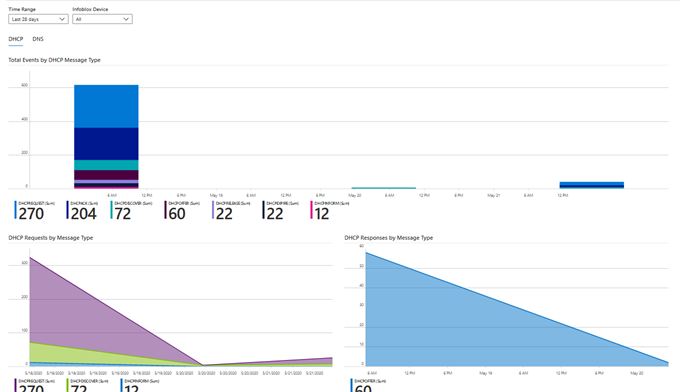 Time Range
Infoblox Device
Last 28 days
All
DHCP
DNS
Total Events by DHCP Message Type
600
400
200
0
6 AM 12 PM 6 PM May 19 6 AM 12 PM 6 PM May 20 6 AM 12 PM 6 PM May 21 6 AM 12 PM
DHCPREQUEST (Sum) DHCPACK (Sum) DHCPDISCOVER (Sum) DHCPOFFER (Sum) DHCPRELEASE (Sum) DHCPEXPIRE (Sum) DHCPINFORM (Sum)
270 204 72 60 22 22 12
DHCP Requests by Message Type
300
200
100
0
5/18/2020 5/18/2020 5/18/2020 5/19/2020 5/19/2020 5/19/2020 5/19/2020 5/20/2020 5/20/2020 5/20/2020 5/21/2020 5/21/2020 5/21/2020
DHCPREQUEST (Sum) DHCPDISCOVER (Sum) DHCPINFORM (Sum)
270 72 12
DHCP Responses by Message Type
60
50
40
30
20
10
0
6 AM 12 PM 6 PM May 19 6 AM 12 PM 6 PM May 20
DHCPOFFER (Sum)
60